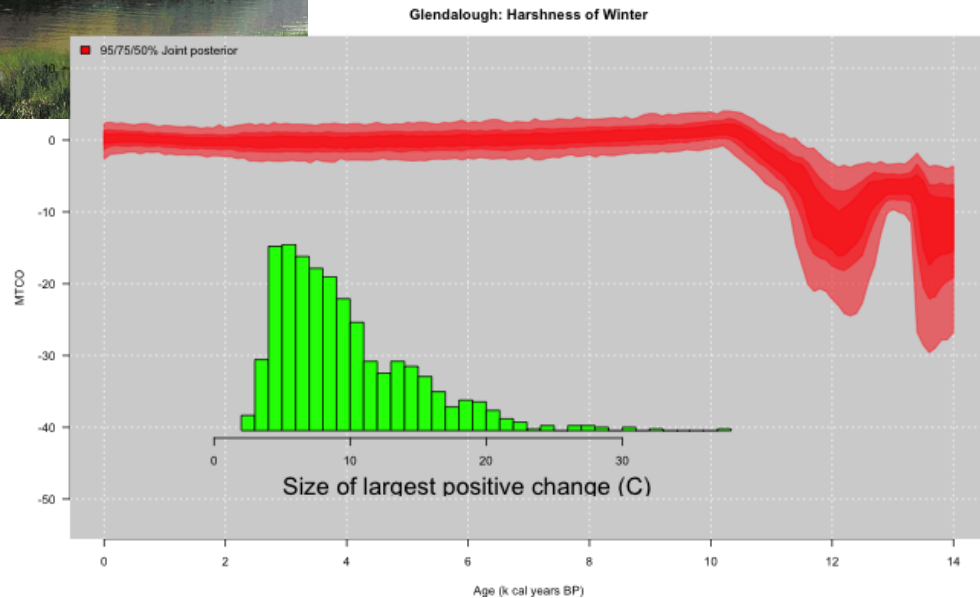 Glendalough: Harshness of Winter
95/75/50% Joint posterior
10
0
-10
-20
-30
-40
-50
MTCO
0 10 20 30
Size of largest positive change (C)
0 2 4 6 8 10 12 14
Age (k cal years BP)